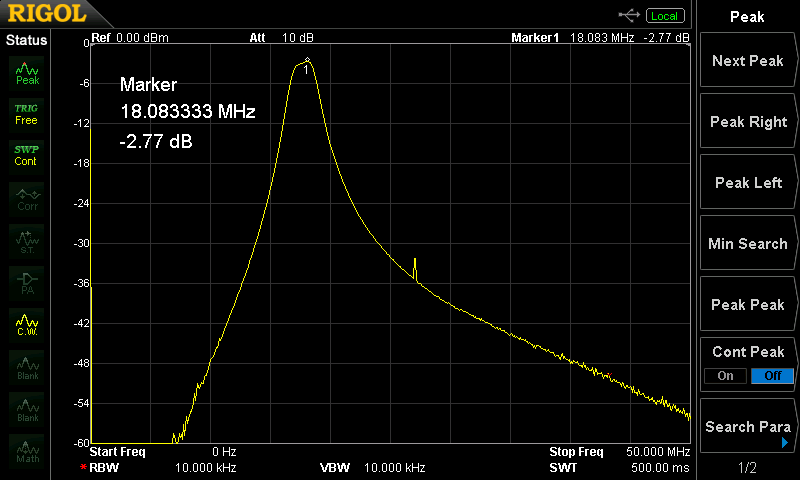 RIGOL
Local
Status
Ref 0.00 dBm
Att 10 dB
Marker1 18.083 MHz -2.77 dB
Peak
TRIG
Free
SWP
Cont
Corr
S.T.
PA
C.W.
Blank
Blank
Math
0
-6
-12
-18
-24
-30
-36
-42
-48
-54
-60
Marker
18.083333 MHz
-2.77 dB
1
Start Freq 0 Hz
Stop Freq 50.000 MHz
*RBW 10.000 kHz
VBW 10.000 kHz
SWT 500.00 ms
Peak
Next Peak
Peak Right
Peak Left
Min Search
Peak Peak
Cont Peak
On Off
Search Para
1/2